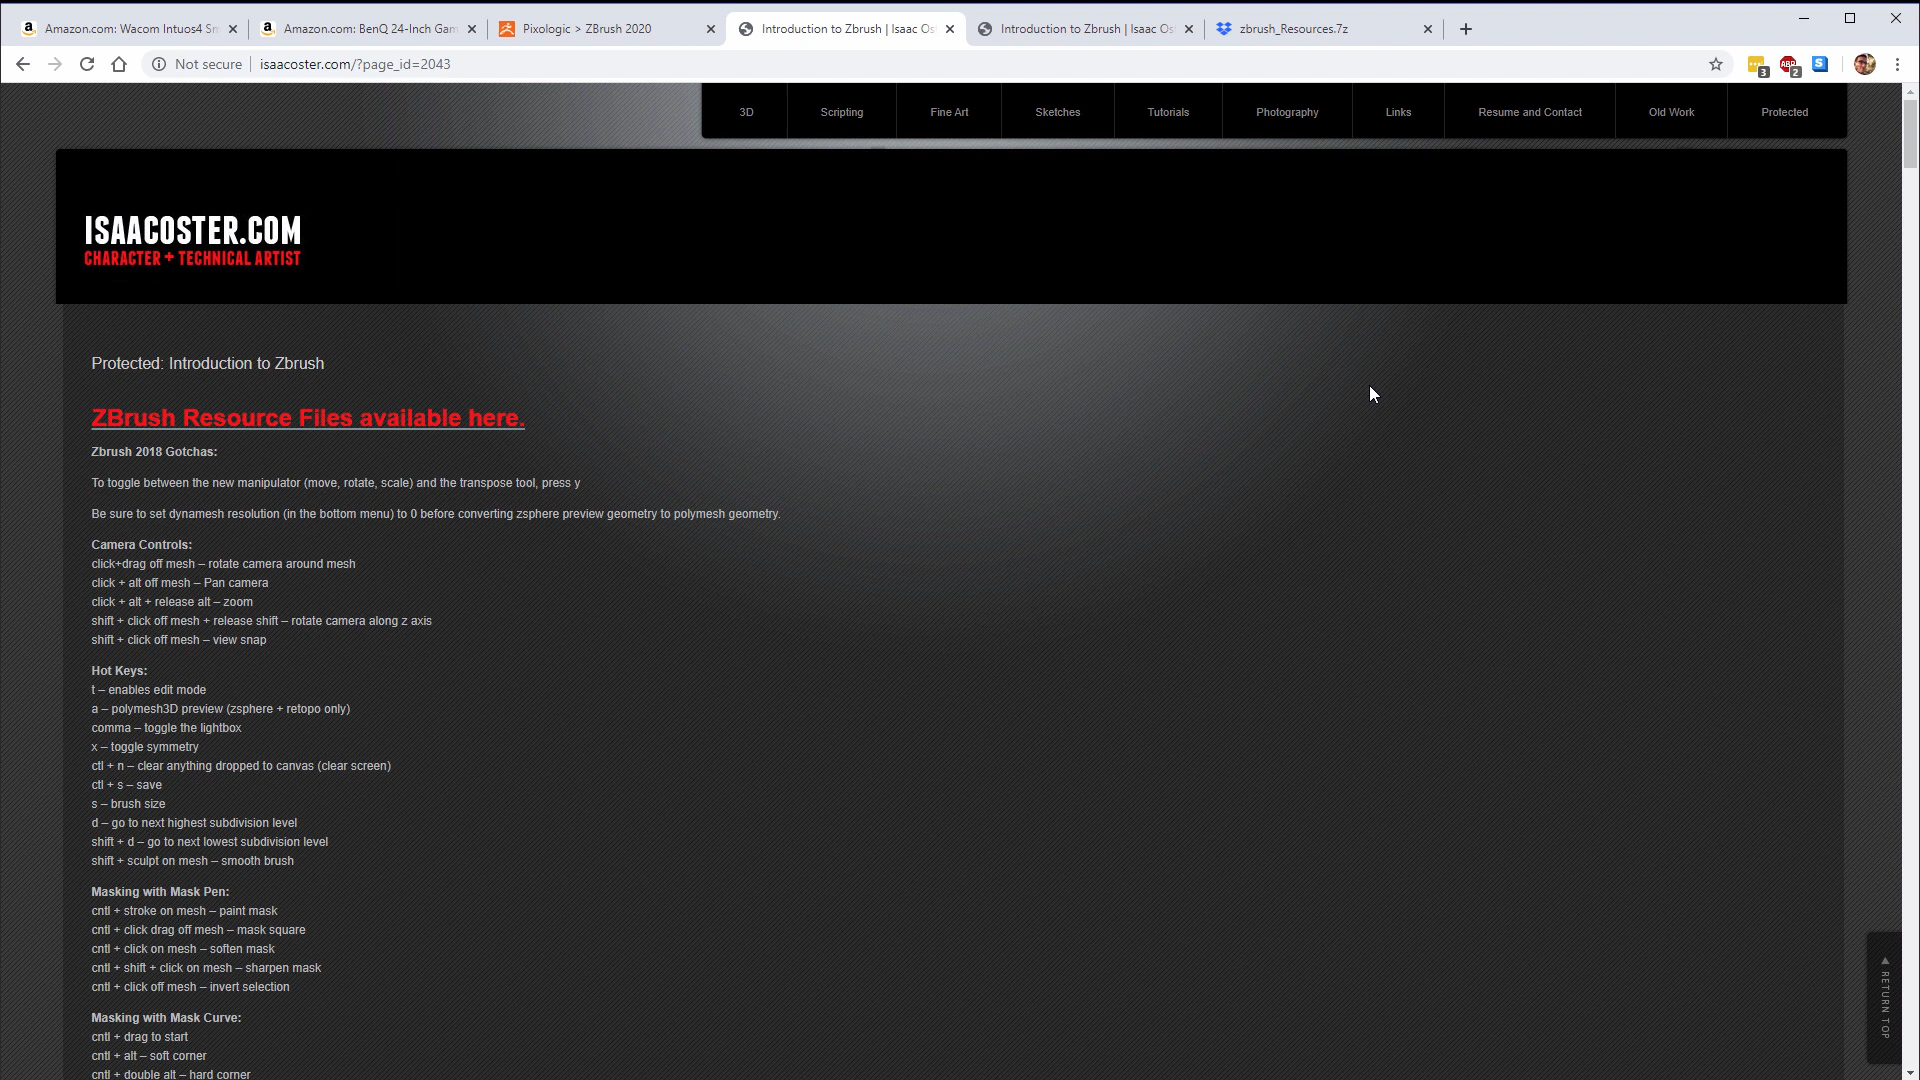 Amazon.com: Wacom Intuos4 Sm
Amazon.com: BenQ 24-Inch Gam
Pixologic > ZBrush 2020
Introduction to Zbrush | Isaac Os
Introduction to Zbrush | Isaac Os
zbrush_Resources.7z
Not secure
isaacoster.com/?page_id=2043
3
ABP
2
S
3D
Scripting
Fine Art
Sketches
Tutorials
Photography
Links
Resume and Contact
Old Work
Protected
ISAACOSTER.COM
CHARACTER + TECHNICAL ARTIST
Protected: Introduction to Zbrush
ZBrush Resource Files available here.
Zbrush 2018 Gotchas:
To toggle between the new manipulator (move, rotate, scale) and the transpose tool, press y
Be sure to set dynamesh resolution (in the bottom menu) to 0 before converting zsphere preview geometry to polymesh geometry.
Camera Controls:
click+drag off mesh – rotate camera around mesh
click + alt off mesh – Pan camera
click + alt + release alt – zoom
shift + click off mesh + release shift – rotate camera along z axis
shift + click off mesh – view snap
Hot Keys:
t – enables edit mode
a – polymesh3D preview (zsphere + retopo only)
comma – toggle the lightbox
x – toggle symmetry
ctl + n – clear anything dropped to canvas (clear screen)
ctl + s – save
s – brush size
d – go to next highest subdivision level
shift + d – go to next lowest subdivision level
shift + sculpt on mesh – smooth brush
Masking with Mask Pen:
cntl + stroke on mesh – paint mask
cntl + click drag off mesh – mask square
cntl + click on mesh – soften mask
cntl + shift + click on mesh – sharpen mask
cntl + click off mesh – invert selection
Masking with Mask Curve:
cntl + drag to start
cntl + alt – soft corner
cntl + double alt – hard corner
RETURN TOP